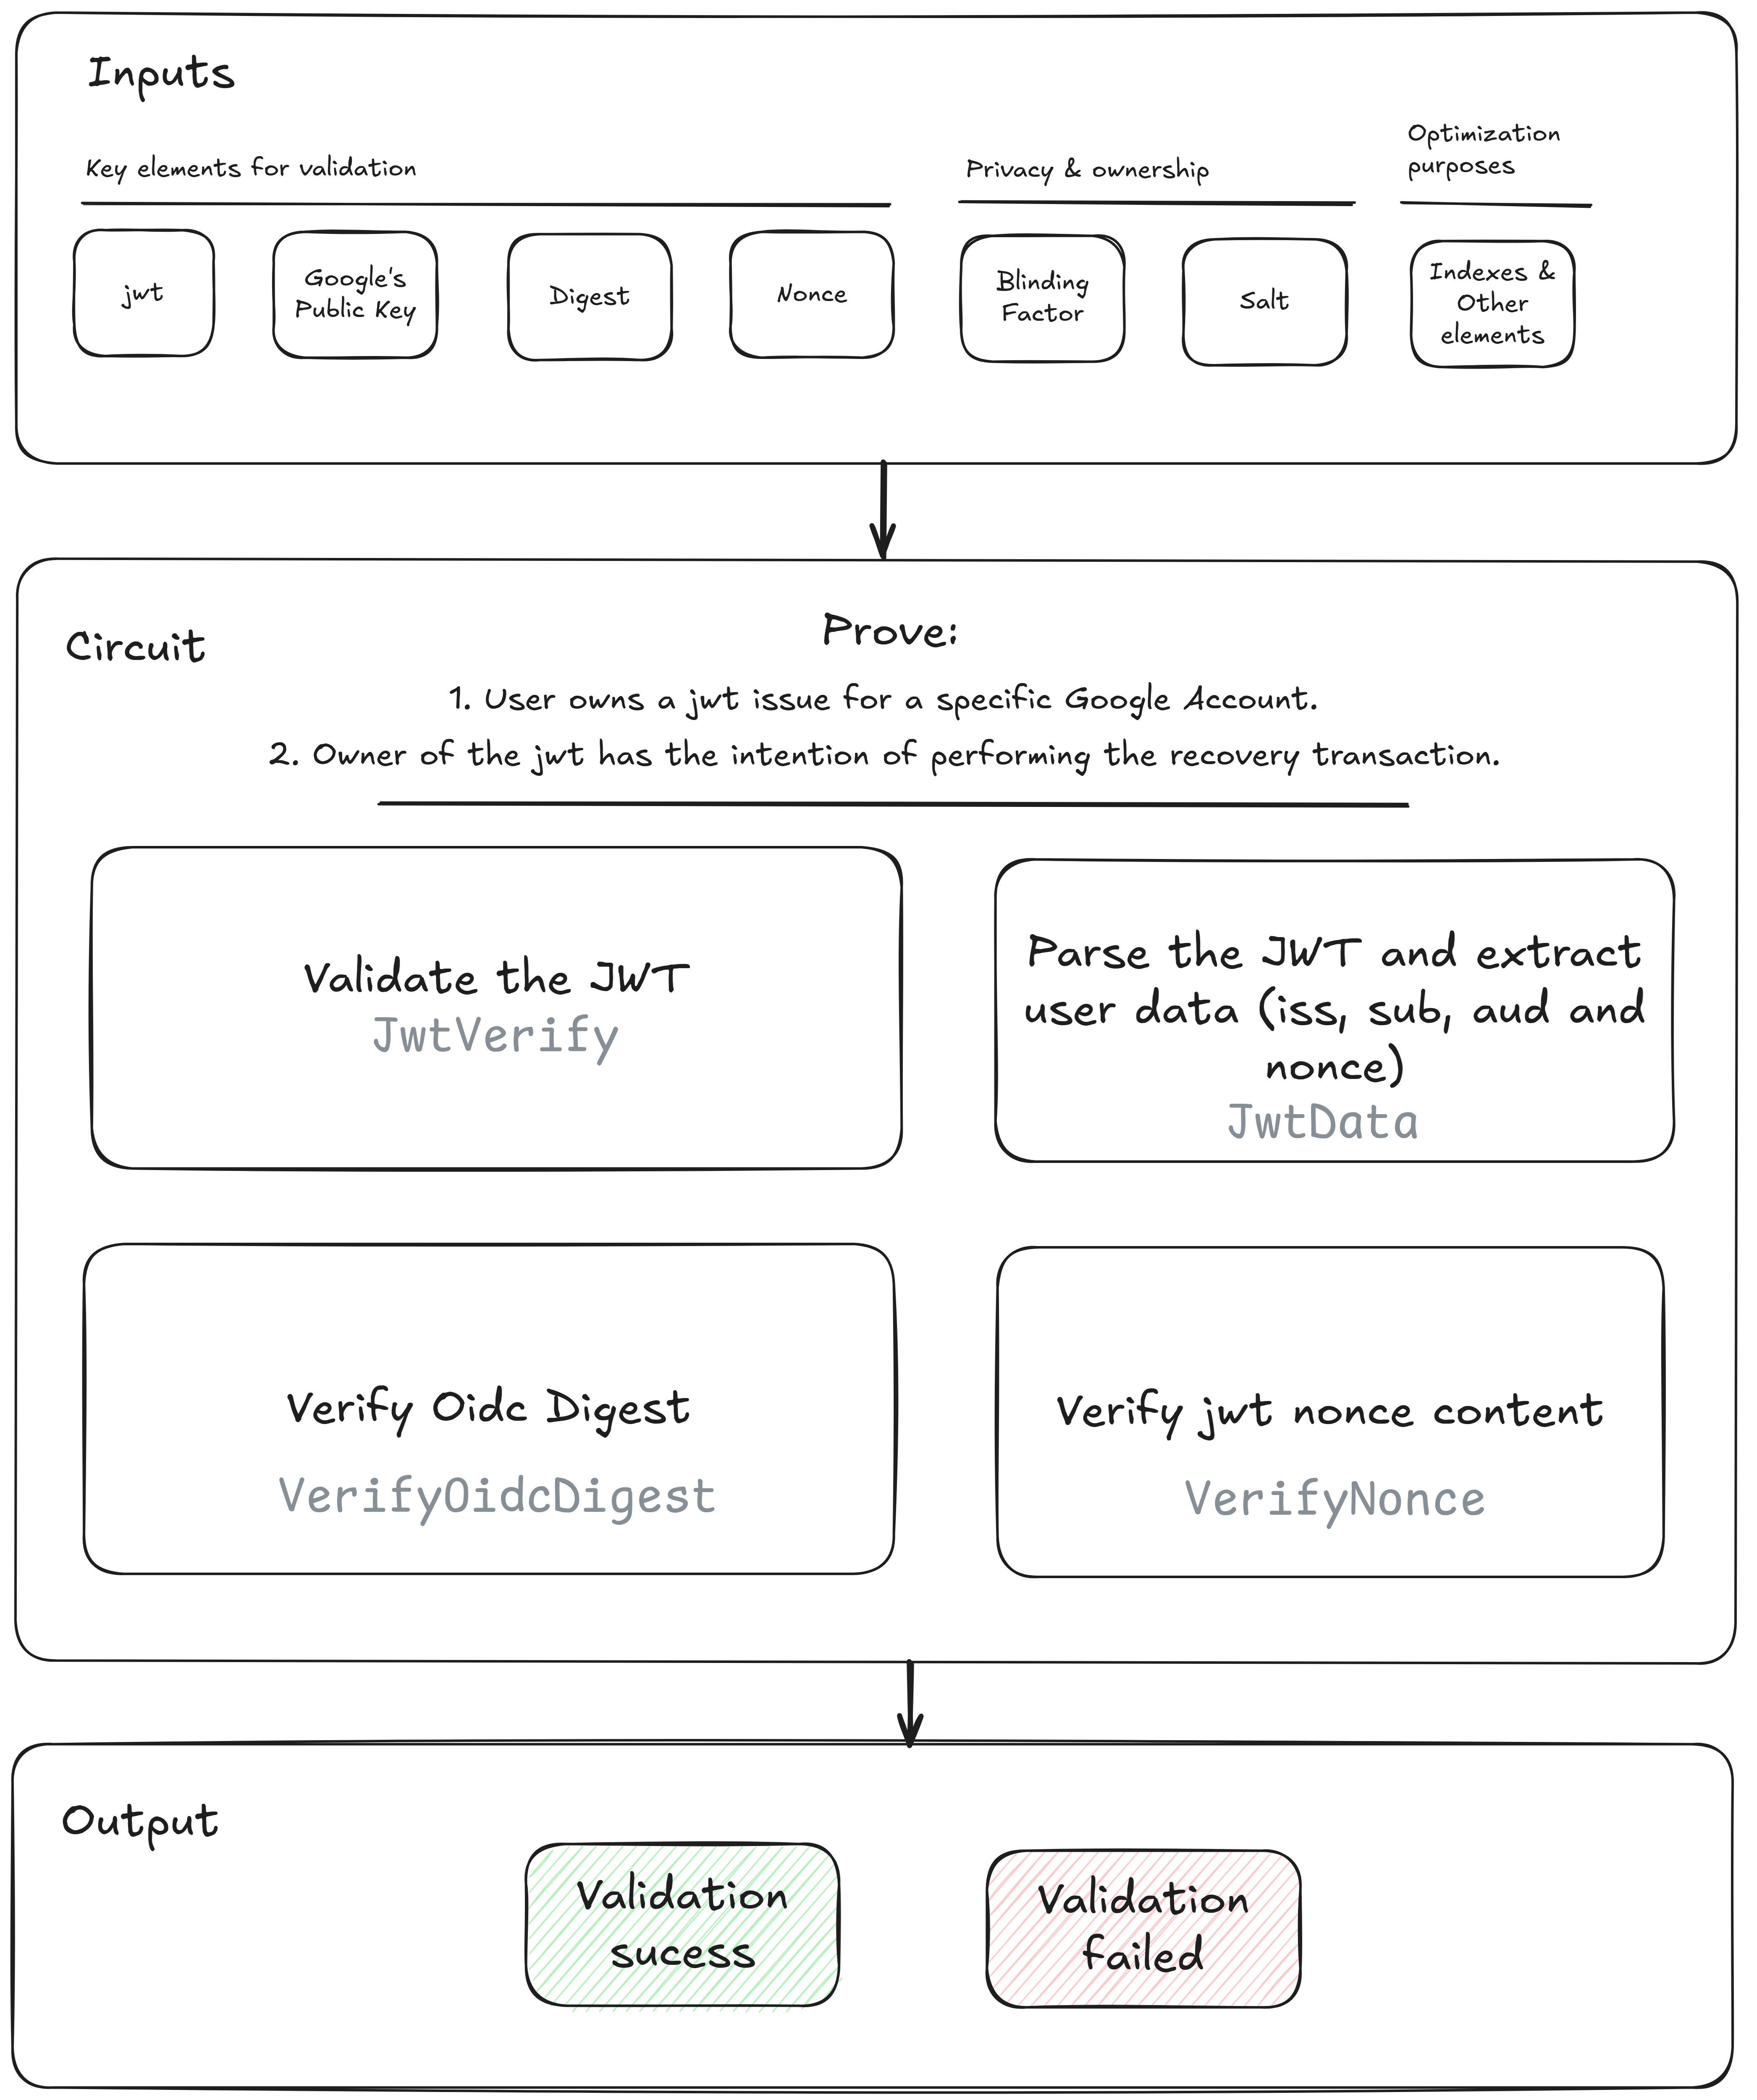 Inputs
Key elements for validation
Privacy & ownership
Optimization
purposes
jwt
Google's
Public Key
Digest
Nonce
Blinding
Factor
Salt
Indexes &
Other
elements
Circuit
Prove:
1. User owns a jwt issue for a specific Google Account.
2. Owner of the jwt has the intention of performing the recovery transaction.
Validate the JWT
JwtVerify
Parse the JWT and extract
user data (iss, sub, aud and
nonce)
JwtData
Verify Oidc Digest
VerifyOidcDigest
Verify jwt nonce content
VerifyNonce
Output
Validation
sucess
Validation
failed